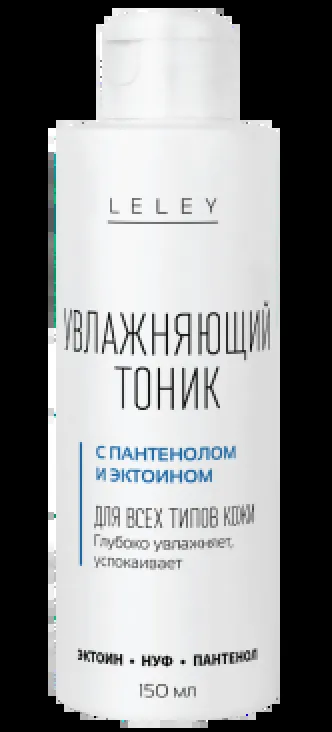 LELEY
УВЛАЖНЯЮЩИЙ
ТОНИК
С ПАНТЕНОЛОМ
И ЭКТОИНОМ
ДЛЯ ВСЕХ ТИПОВ КОЖИ
Глубоко увлажняет,
успокаивает
ЭКТОИН • НУФ • ПАНТЕНОЛ
150 мл